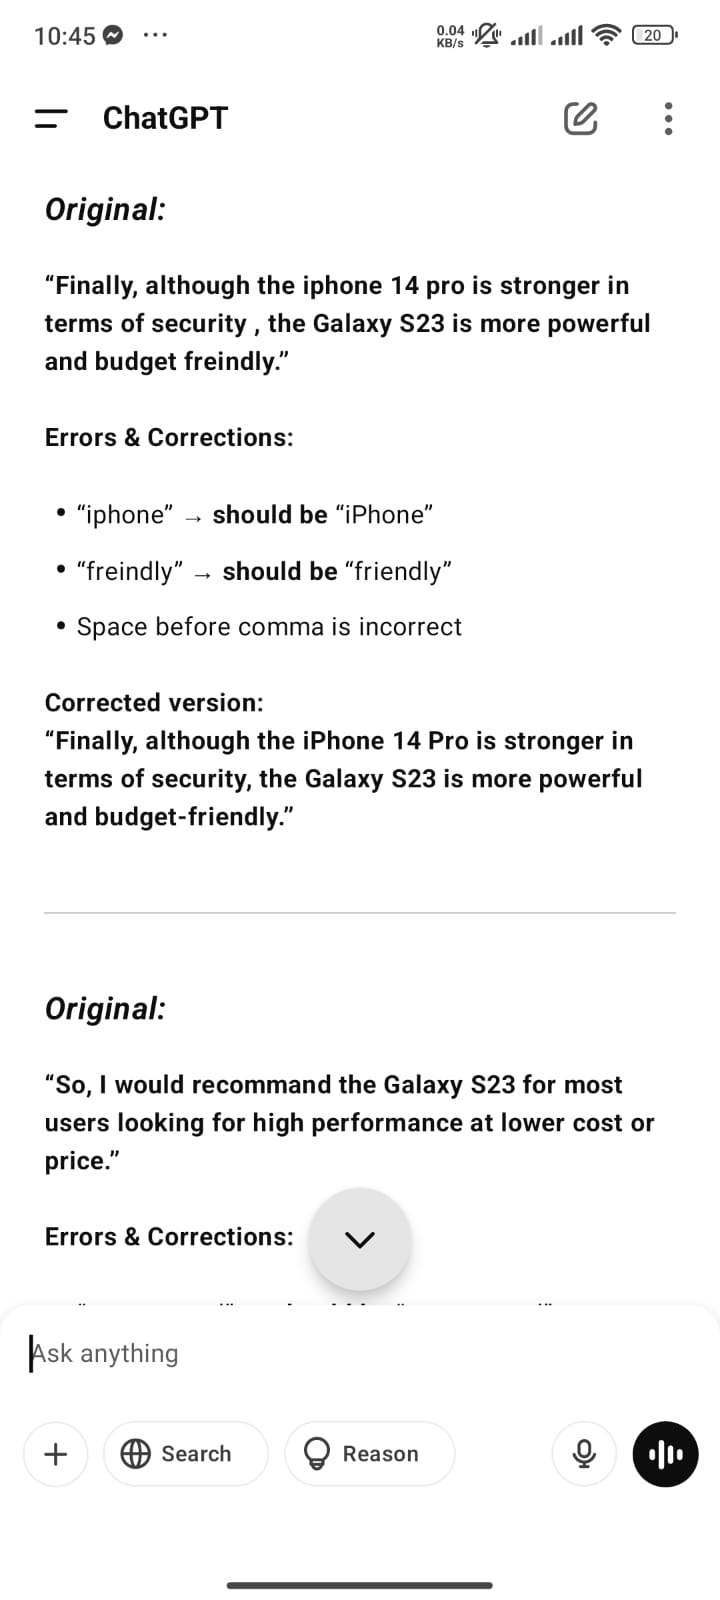 10:45 ...
0.04
KB/s
20
ChatGPT
Original:
“Finally, although the iphone 14 pro is stronger in
terms of security , the Galaxy S23 is more powerful
and budget freindly.”
Errors & Corrections:
• “iphone” → should be “iPhone”
• “freindly” → should be “friendly”
• Space before comma is incorrect
Corrected version:
“Finally, although the iPhone 14 Pro is stronger in
terms of security, the Galaxy S23 is more powerful
and budget-friendly.”
Original:
“So, I would recommand the Galaxy S23 for most
users looking for high performance at lower cost or
price.”
Errors & Corrections:
Ask anything
Search
Reason